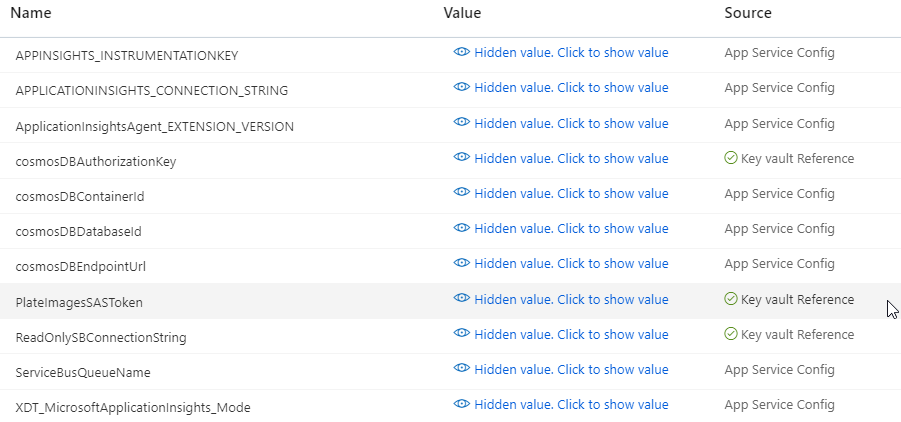 Name Value Source
APPINSIGHTS_INSTRUMENTATIONKEY Hidden value. Click to show value App Service Config
APPLICATIONINSIGHTS_CONNECTION_STRING Hidden value. Click to show value App Service Config
ApplicationInsightsAgent_EXTENSION_VERSION Hidden value. Click to show value App Service Config
cosmosDBAuthorizationKey Hidden value. Click to show value Key vault Reference
cosmosDBContainerId Hidden value. Click to show value App Service Config
cosmosDBDatabaseId Hidden value. Click to show value App Service Config
cosmosDBEndpointUrl Hidden value. Click to show value App Service Config
PlateImagesSASToken Hidden value. Click to show value Key vault Reference
ReadOnlySBConnectionString Hidden value. Click to show value Key vault Reference
ServiceBusQueueName Hidden value. Click to show value App Service Config
XDT_MicrosoftApplicationInsights_Mode Hidden value. Click to show value App Service Config